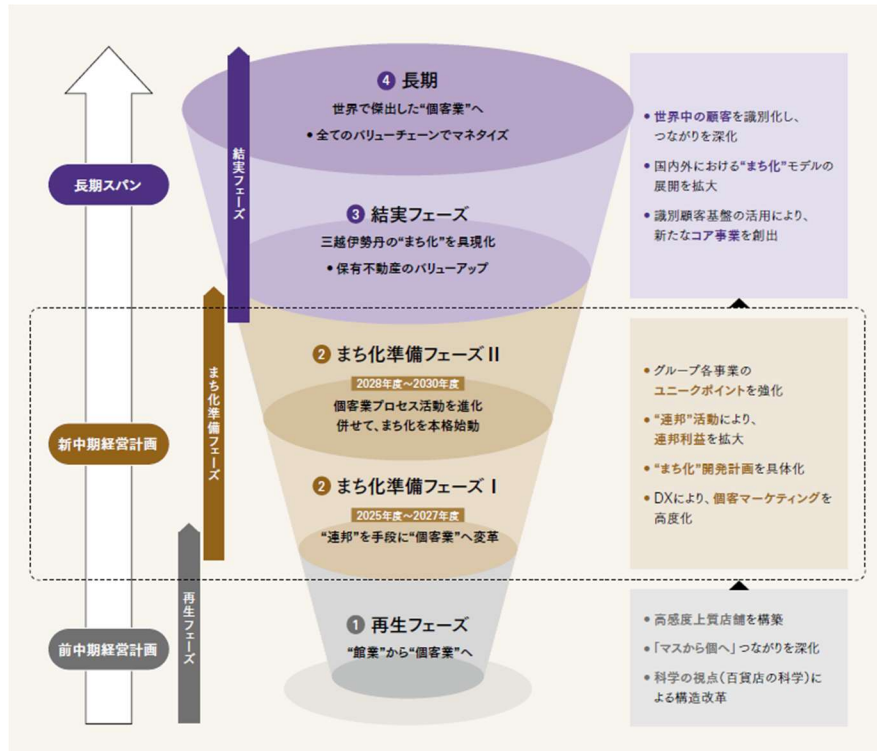 ④ 長期
世界で傑出した“個客業”へ
• 全てのバリューチェーンでマネタイズ
長期スパン
結実フェーズ
③ 結実フェーズ
三越伊勢丹の“まち化”を具現化
• 保有不動産のバリューアップ
• 世界中の顧客を識別化し、
つながりを深化
• 国内外における“まち化”モデルの
展開を拡大
• 識別顧客基盤の活用により、
新たなコア事業を創出
新中期経営計画
まち化準備フェーズ
② まち化準備フェーズⅡ
2028年度〜2030年度
個客業プロセス活動を進化
併せて、まち化を本格始動
② まち化準備フェーズⅠ
2025年度〜2027年度
“連邦”を手段に“個客業”へ変革
• グループ各事業の
ユニークポイントを強化
• “連邦”活動により、
連邦利益を拡大
• “まち化”開発計画を具体化
• DXにより、個客マーケティングを
高度化
前中期経営計画
再生フェーズ
① 再生フェーズ
“館業”から“個客業”へ
• 高感度上質店舗を構築
• 「マスから個へ」つながりを深化
• 科学の視点（百貨店の科学）に
よる構造改革